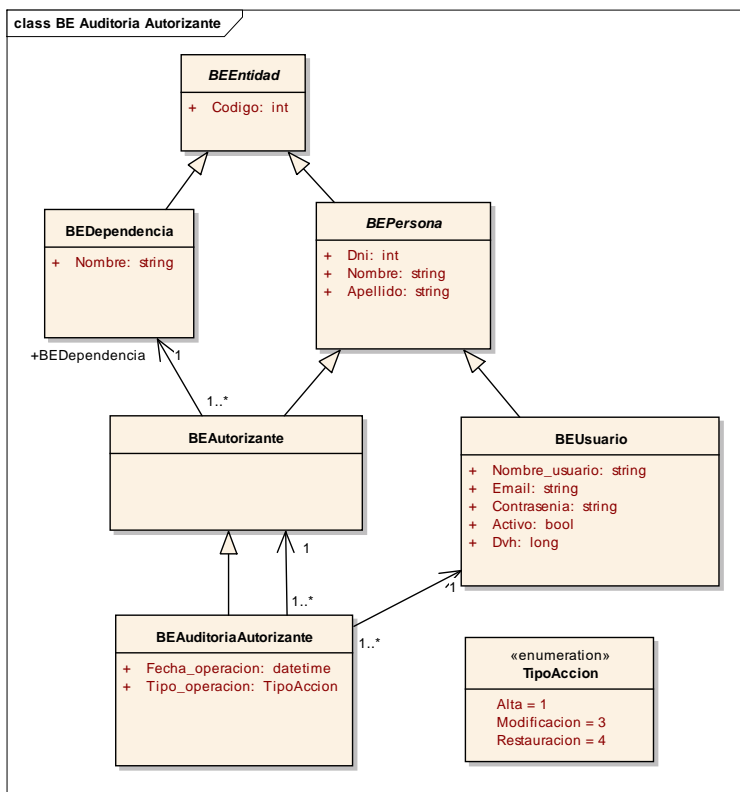 class BE Auditoria Autorizante
BEEntidad
+ Codigo: int
BEDependencia
+ Nombre: string
BEPersona
+ Dni: int
+ Nombre: string
+ Apellido: string
+BEDependencia
1
1..*
BEAutorizante
BEUsuario
+ Nombre_usuario: string
+ Email: string
+ Contrasenia: string
+ Activo: bool
+ Dvh: long
1
1..*
1
1..*
BEAuditoriaAutorizante
+ Fecha_operacion: datetime
+ Tipo_operacion: TipoAccion
«enumeration»
TipoAccion
Alta = 1
Modificacion = 3
Restauracion = 4